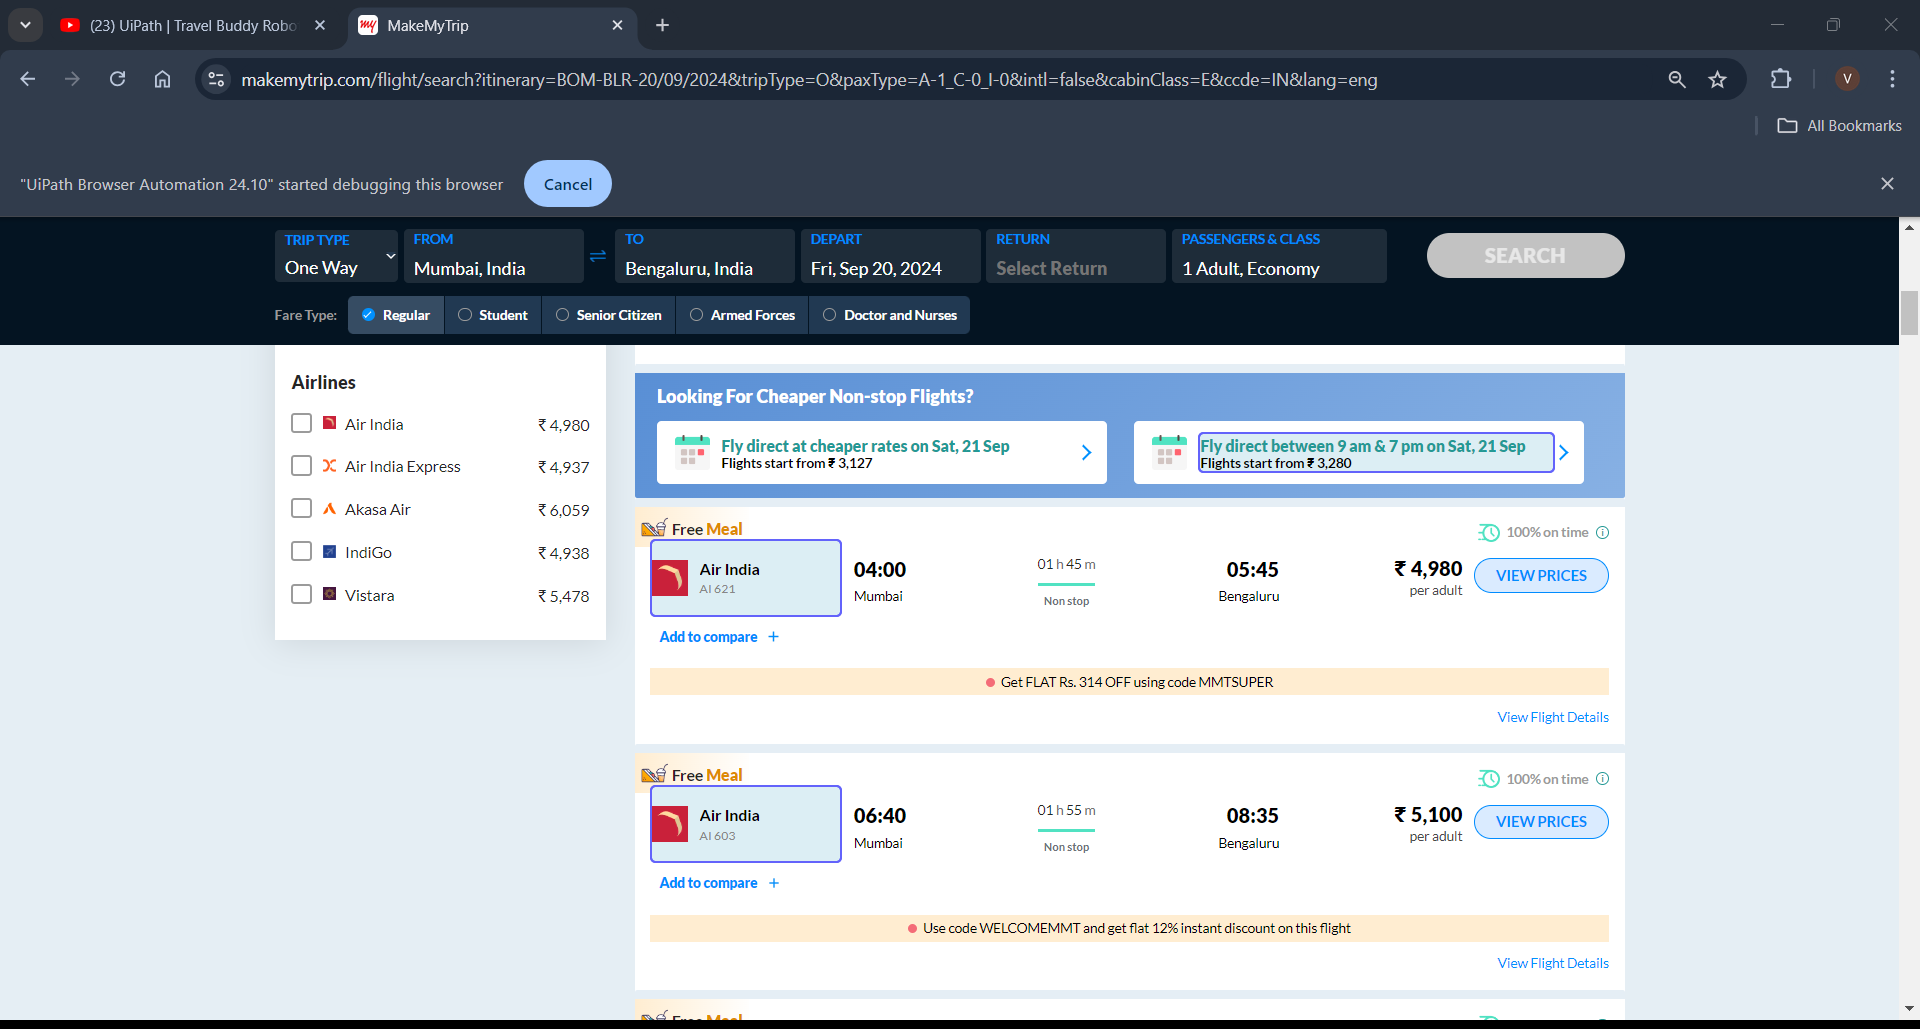 (23) UiPath | Travel Buddy Robo
MakeMyTrip
makemytrip.com/flight/search?itinerary=BOM-BLR-20/09/2024&tripType=O&paxType=A-1_C-0_I-0&intl=false&cabinClass=E&ccde=IN&lang=eng
V
All Bookmarks
"UiPath Browser Automation 24.10" started debugging this browser
Cancel
TRIP TYPE
One Way
FROM
Mumbai, India
TO
Bengaluru, India
DEPART
Fri, Sep 20, 2024
RETURN
Select Return
PASSENGERS & CLASS
1 Adult, Economy
SEARCH
Fare Type: Regular Student Senior Citizen Armed Forces Doctor and Nurses
Airlines
Air India ₹ 4,980
Air India Express ₹ 4,937
Akasa Air ₹ 6,059
IndiGo ₹ 4,938
Vistara ₹ 5,478
Looking For Cheaper Non-stop Flights?
Fly direct at cheaper rates on Sat, 21 Sep
Flights start from ₹ 3,127
Fly direct between 9 am & 7 pm on Sat, 21 Sep
Flights start from ₹ 3,280
Free Meal
100% on time
Air India
AI 621
04:00
Mumbai
01 h 45 m
Non stop
05:45
Bengaluru
₹ 4,980
per adult
VIEW PRICES
Add to compare +
Get FLAT Rs. 314 OFF using code MMTSUPER
View Flight Details
Free Meal
100% on time
Air India
AI 603
06:40
Mumbai
01 h 55 m
Non stop
08:35
Bengaluru
₹ 5,100
per adult
VIEW PRICES
Add to compare +
Use code WELCOMEMMT and get flat 12% instant discount on this flight
View Flight Details
Free Meal